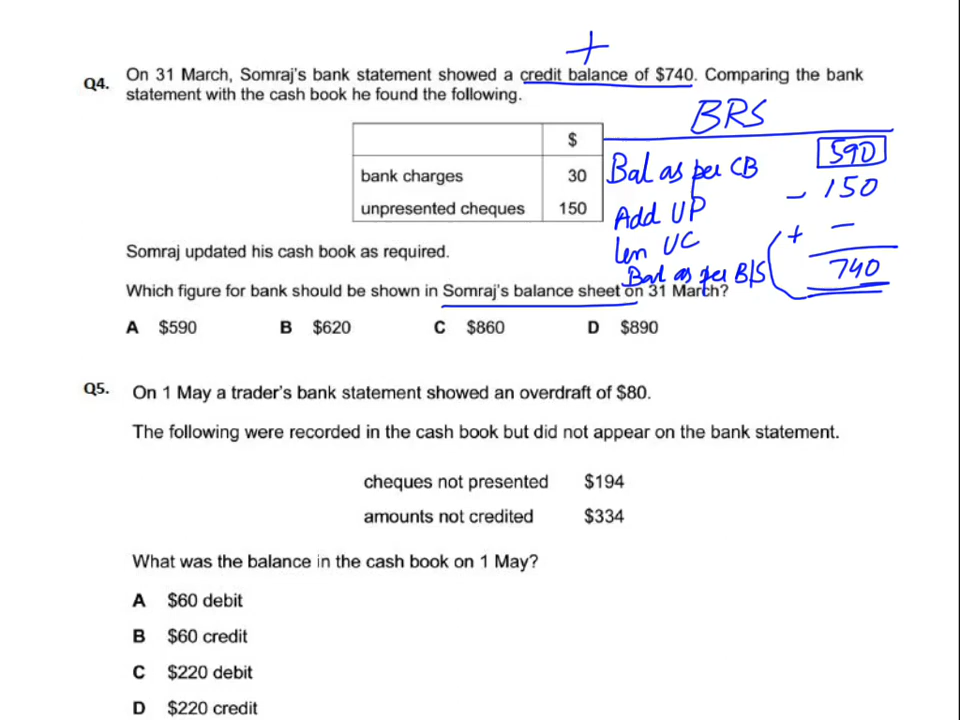 +
Q4. On 31 March, Somraj's bank statement showed a credit balance of $740. Comparing the bank
statement with the cash book he found the following.
BRS
$
bank charges 30
unpresented cheques 150
Bal as per CB 590
Add UP - 150
Less UC + -
Bal as per B/S 740
Somraj updated his cash book as required.
Which figure for bank should be shown in Somraj's balance sheet on 31 March?
A $590 B $620 C $860 D $890
Q5. On 1 May a trader's bank statement showed an overdraft of $80.
The following were recorded in the cash book but did not appear on the bank statement.
cheques not presented $194
amounts not credited $334
What was the balance in the cash book on 1 May?
A $60 debit
B $60 credit
C $220 debit
D $220 credit